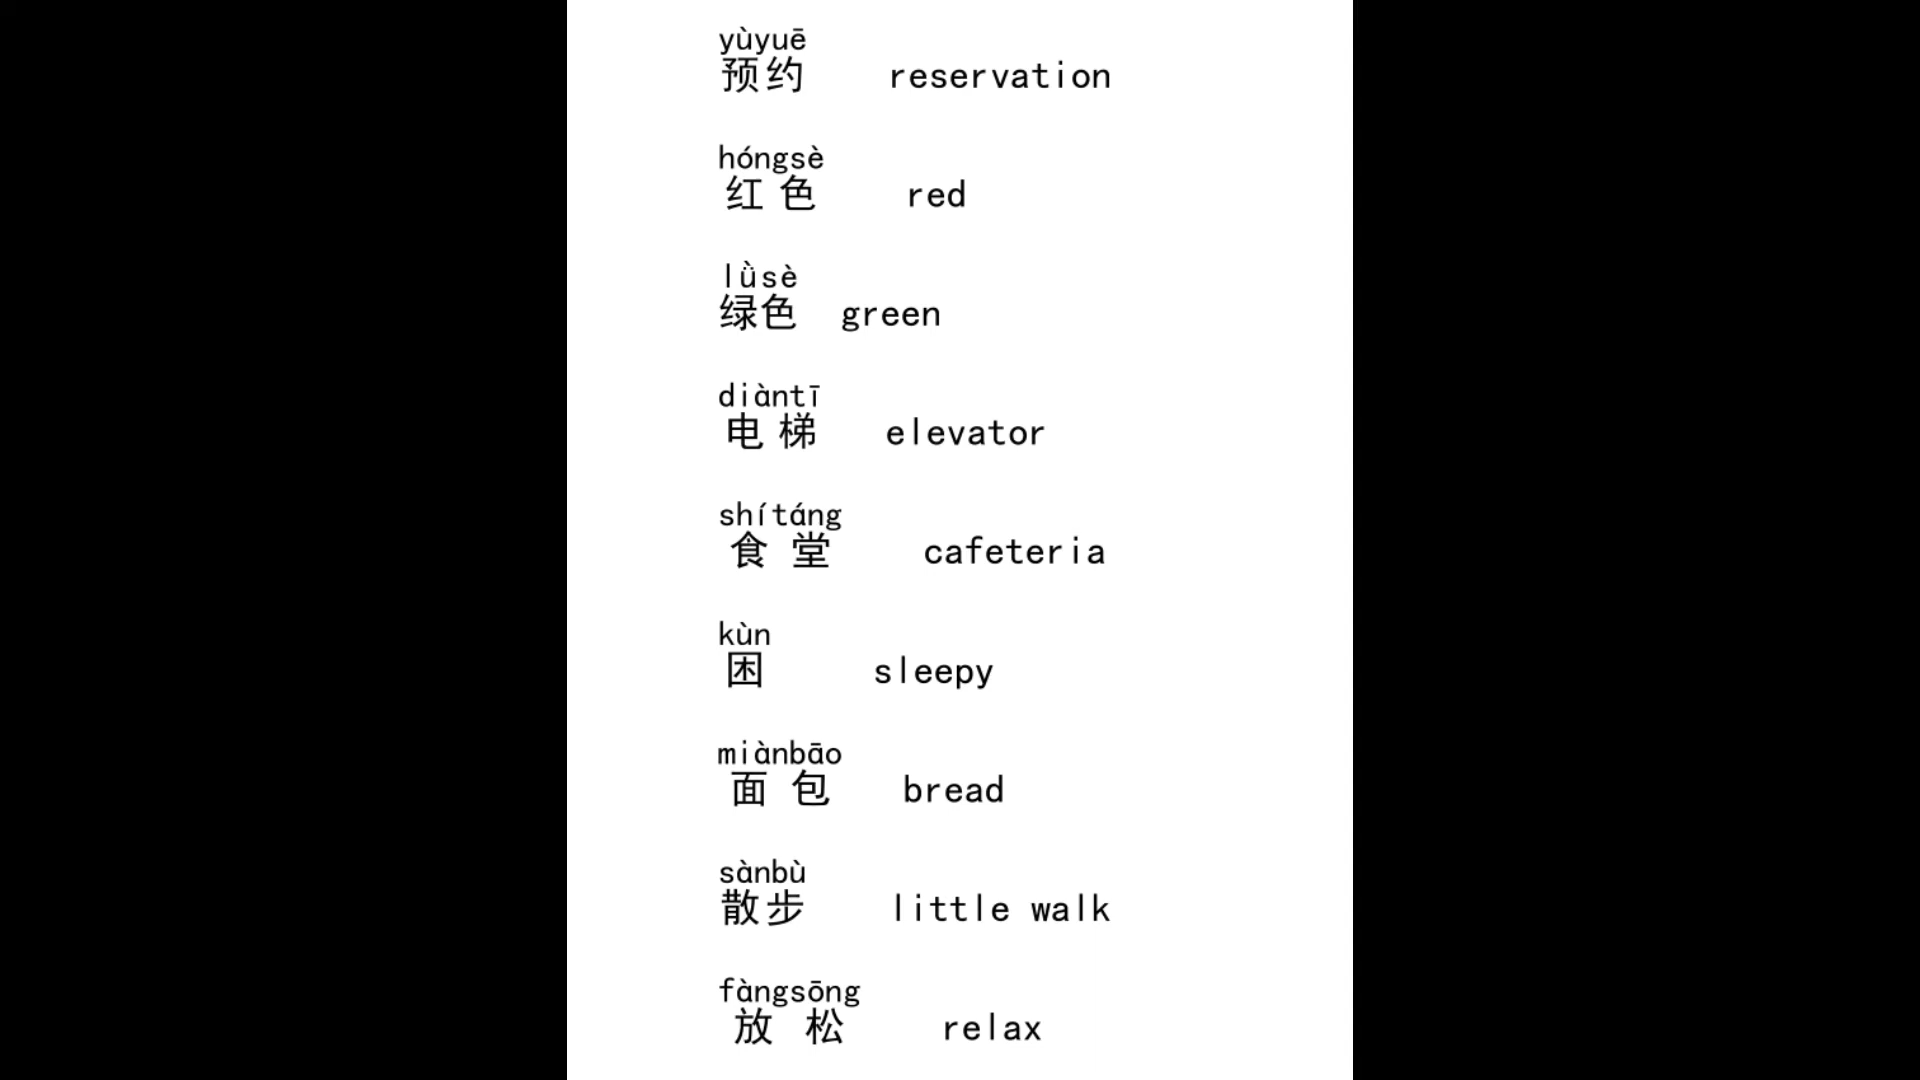 yùyuē
预约 reservation
hóngsè
红色 red
lǜsè
绿色 green
diàntī
电梯 elevator
shítáng
食堂 cafeteria
kùn
困 sleepy
miànbāo
面包 bread
sànbù
散步 little walk
fàngsōng
放松 relax